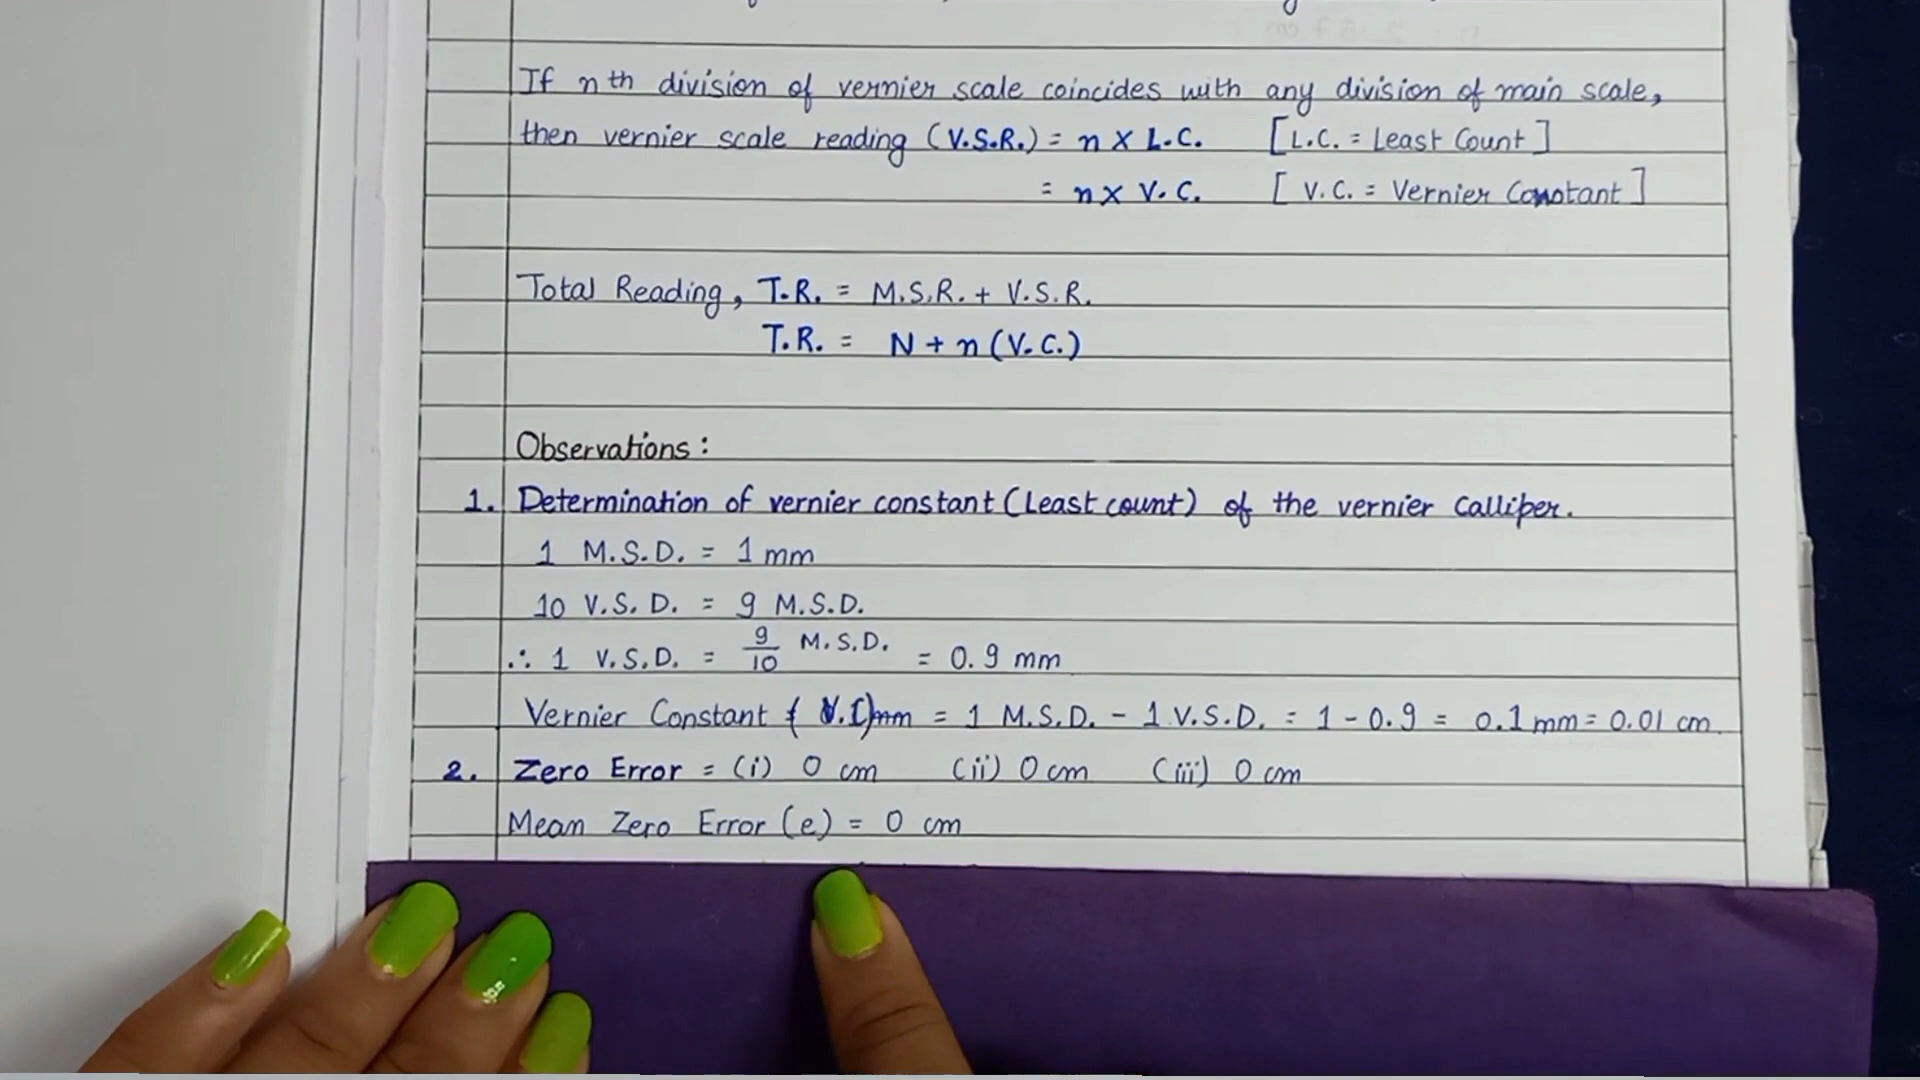 If nth division of vernier scale coincides with any division of main scale,
then vernier scale reading (V.S.R.) = n X L.C. [L.C. = Least Count]
= n X V.C. [V.C. = Vernier Constant]
Total Reading, T.R. = M.S.R. + V.S.R.
T.R. = N + n (V.C.)
Observations :
1. Determination of vernier constant (Least count) of the vernier Calliper.
1 M.S.D. = 1 mm
10 V.S.D. = 9 M.S.D.
∴ 1 V.S.D. = 9/10 M.S.D. = 0.9 mm
Vernier Constant (V.C)mm = 1 M.S.D. - 1 V.S.D. = 1 - 0.9 = 0.1 mm = 0.01 cm.
2. Zero Error = (i) 0 cm (ii) 0 cm (iii) 0 cm
Mean Zero Error (e) = 0 cm